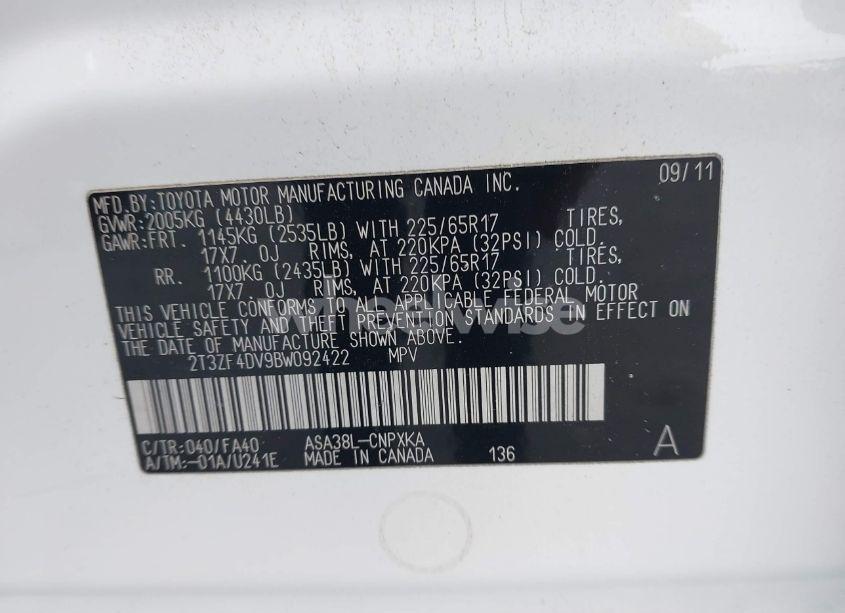 MFD.BY:TOYOTA MOTOR MANUFACTURING CANADA INC. 09/11
GVWR:2005KG (4430LB)
GAWR:FRT. 1145KG (2535LB) WITH 225/65R17 TIRES,
17X7.0J RIMS, AT 220KPA (32PSI) COLD.
RR. 1100KG (2435LB) WITH 225/65R17 TIRES,
17X7.0J RIMS, AT 220KPA (32PSI) COLD.
THIS VEHICLE CONFORMS TO ALL APPLICABLE FEDERAL MOTOR
VEHICLE SAFETY AND THEFT PREVENTION STANDARDS IN EFFECT ON
THE DATE OF MANUFACTURE SHOWN ABOVE.
2T3ZF4DV9BW092422 MPV
C/TR:040/FA40 ASA38L-CNPXKA A
A/TM:-01A/U241E MADE IN CANADA 136